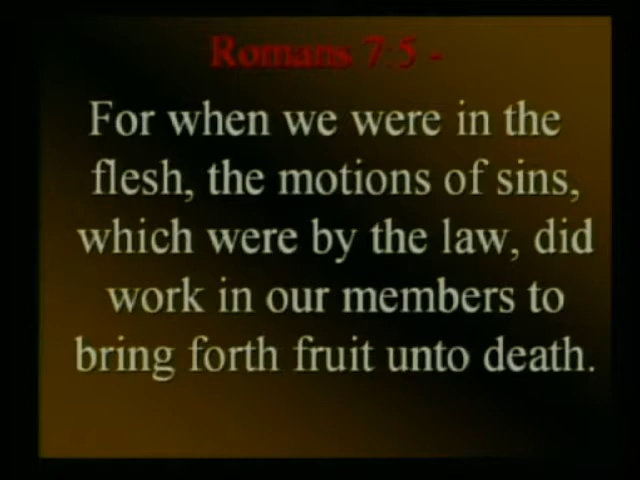 Romans 7:5 -
For when we were in the
flesh, the motions of sins,
which were by the law, did
work in our members to
bring forth fruit unto death.